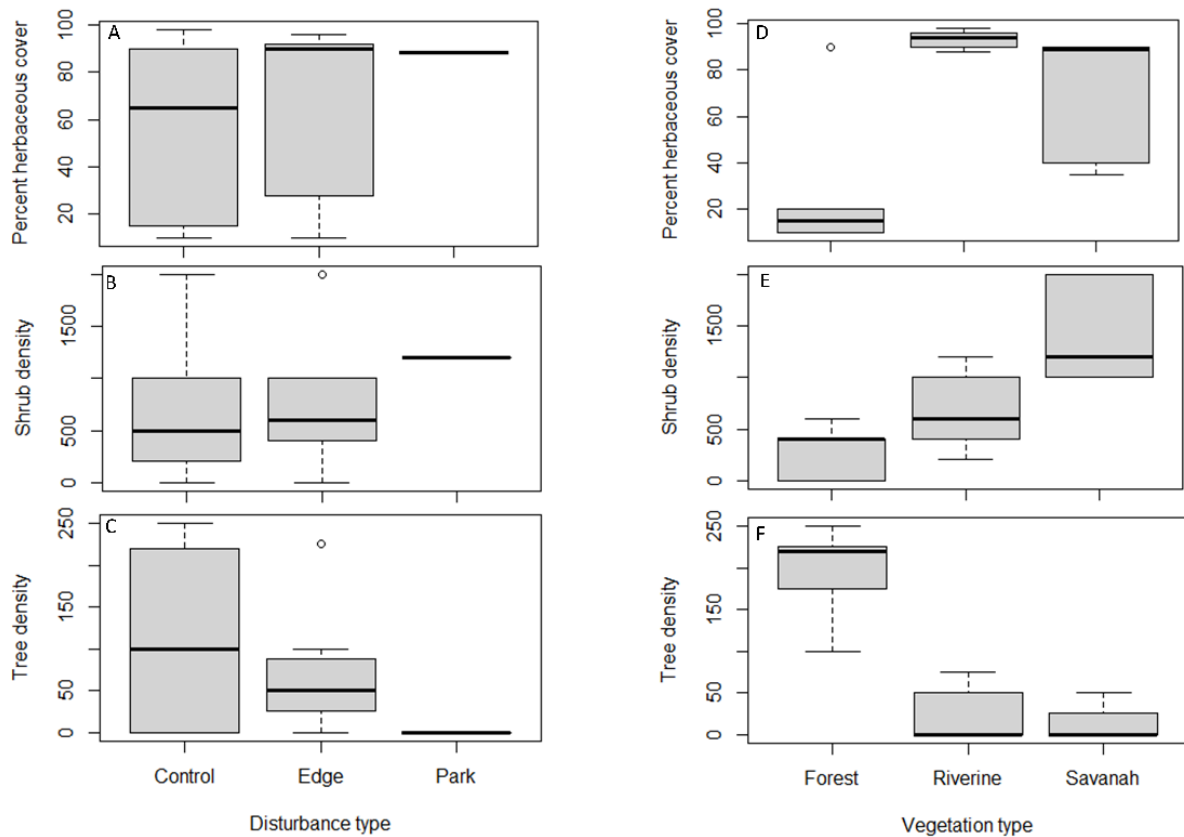 A
Percent herbaceous cover
100
80
60
40
20
B
Shrub density
1500
500
0
C
Tree density
250
150
50
0
Control Edge Park
Disturbance type
D
Percent herbaceous cover
100
80
60
40
20
E
Shrub density
1500
500
0
F
Tree density
250
150
50
0
Forest Riverine Savanah
Vegetation type